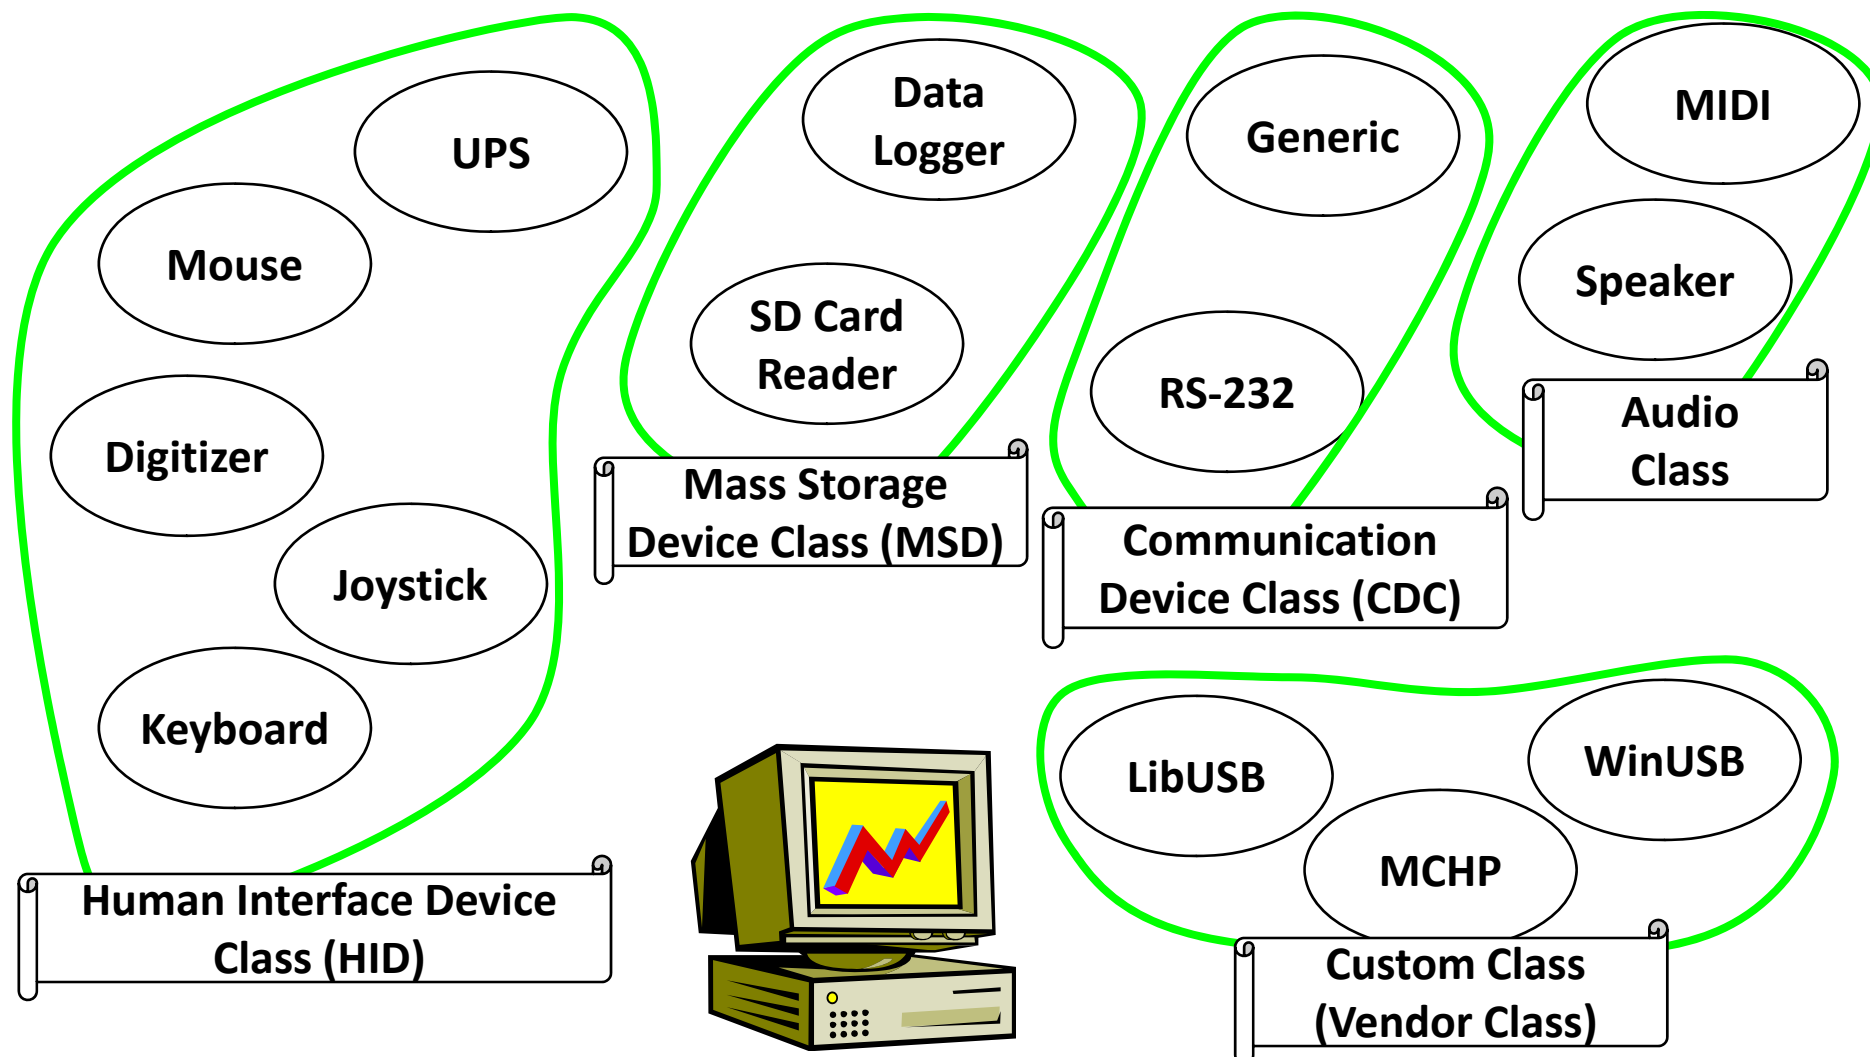 UPS
Mouse
Digitizer
Joystick
Keyboard
Human Interface Device
Class (HID)
Data
Logger
SD Card
Reader
Mass Storage
Device Class (MSD)
Generic
RS-232
Communication
Device Class (CDC)
MIDI
Speaker
Audio
Class
LibUSB
WinUSB
MCHP
Custom Class
(Vendor Class)